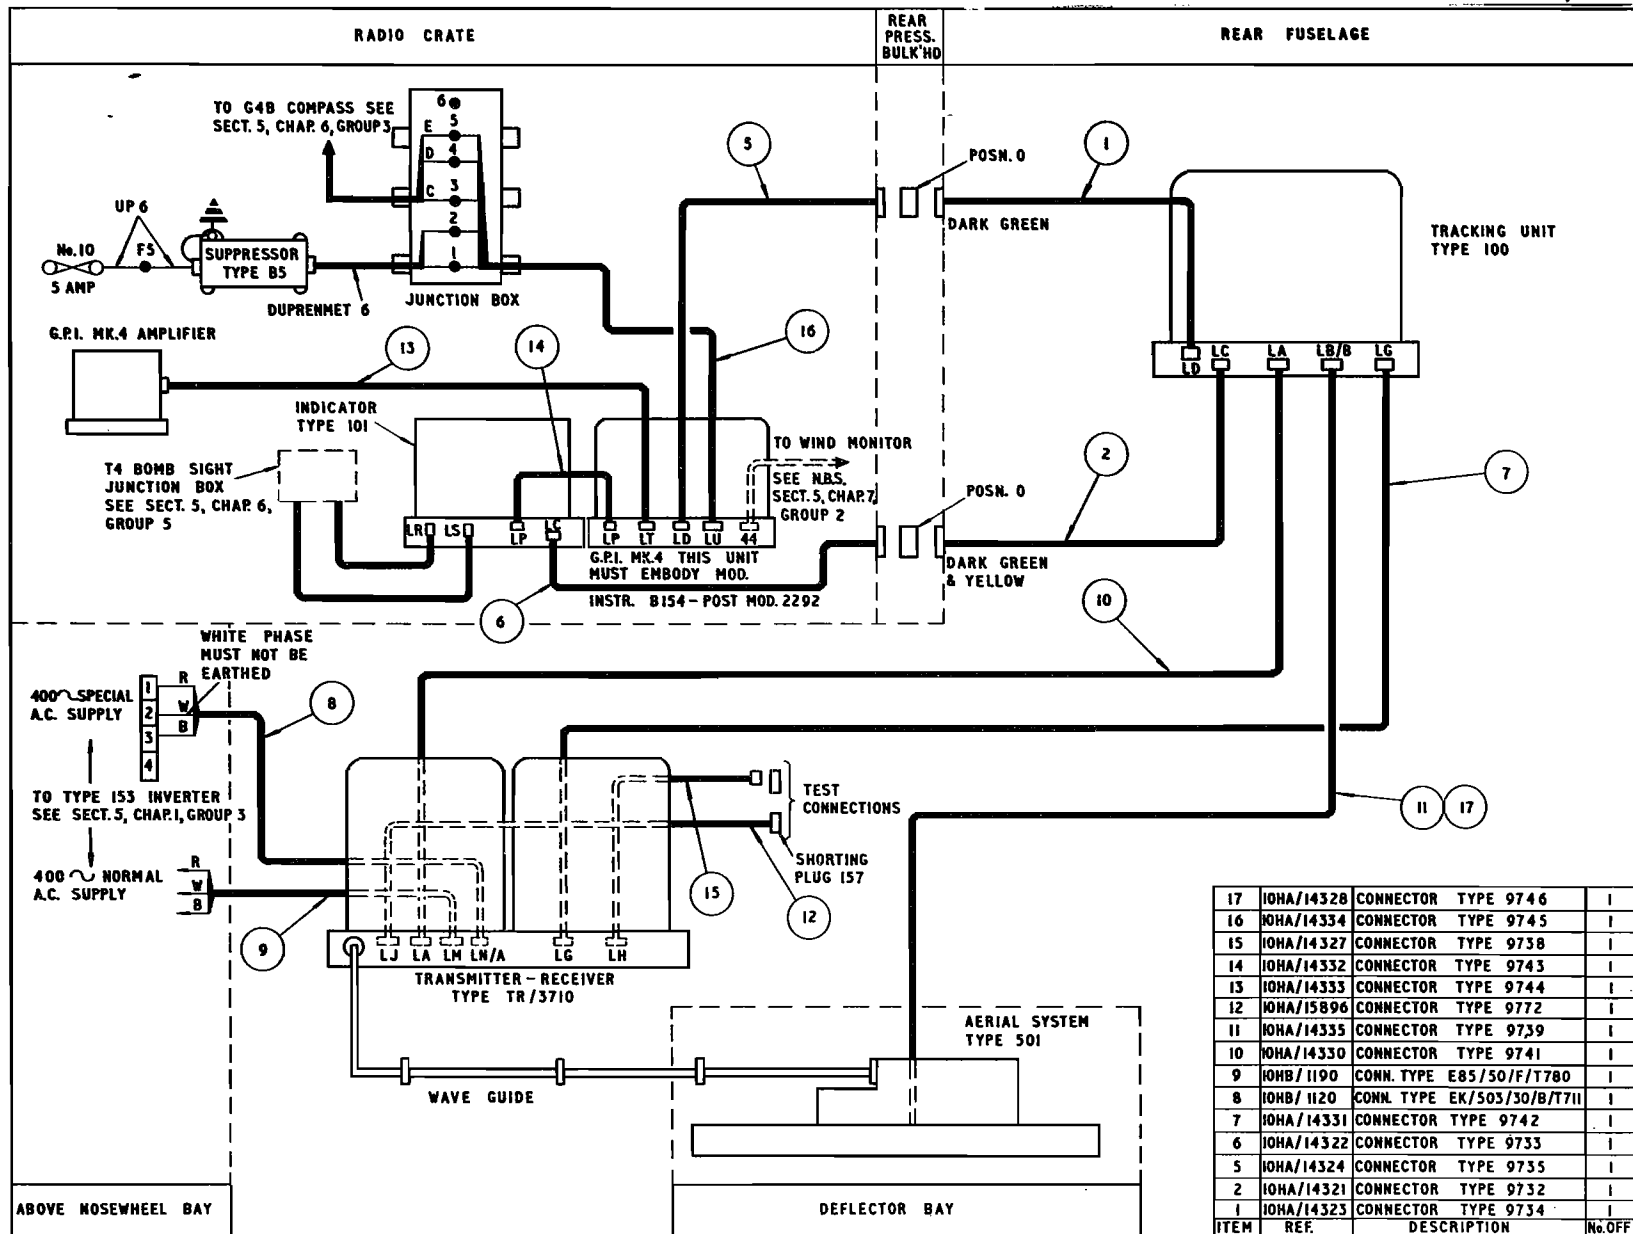 RADIO CRATE
REAR
PRESS.
BULK'HD
REAR FUSELAGE
TO G4B COMPASS SEE
SECT. 5, CHAP. 6, GROUP 3
6
E 5
D 4
C 3
2
1
JUNCTION BOX
UP 6
No. 10
F5
5 AMP
SUPPRESSOR
TYPE B5
DUPRENMET 6
5
POSN. O
1
DARK GREEN
TRACKING UNIT
TYPE 100
LD
LC
LA
LB/B
LG
G.P.I. MK.4 AMPLIFIER
13
14
16
INDICATOR
TYPE 101
TO WIND MONITOR
SEE N.B.S.
SECT. 5, CHAP. 7,
GROUP 2
T4 BOMB SIGHT
JUNCTION BOX
SEE SECT. 5, CHAP. 6,
GROUP 5
LR
LS
LP
LC
LP
LT
LD
LU
44
G.P.I. MK.4 THIS UNIT
MUST EMBODY MOD.
INSTR. B154 - POST MOD. 2292
6
POSN. O
2
DARK GREEN
& YELLOW
7
10
WHITE PHASE
MUST NOT BE
EARTHED
400~SPECIAL
A.C. SUPPLY
1
2
3
4
R
W
B
8
TO TYPE 153 INVERTER
SEE SECT. 5, CHAP. 1, GROUP 3
400~ NORMAL
A.C. SUPPLY
R
W
B
9
TEST
CONNECTIONS
SHORTING
PLUG 157
15
12
11
17
LJ
LA
LM
LN/A
LG
LH
TRANSMITTER - RECEIVER
TYPE TR/3710
WAVE GUIDE
AERIAL SYSTEM
TYPE 501
ABOVE NOSEWHEEL BAY
DEFLECTOR BAY
17 10HA/14328 CONNECTOR TYPE 9746 1
16 10HA/14334 CONNECTOR TYPE 9745 1
15 10HA/14327 CONNECTOR TYPE 9738 1
14 10HA/14332 CONNECTOR TYPE 9743 1
13 10HA/14333 CONNECTOR TYPE 9744 1
12 10HA/15896 CONNECTOR TYPE 9772 1
11 10HA/14335 CONNECTOR TYPE 9739 1
10 10HA/14330 CONNECTOR TYPE 9741 1
9 10HB/1190 CONN. TYPE E85/50/F/T780 1
8 10HB/1120 CONN. TYPE EK/503/30/B/T711 1
7 10HA/14331 CONNECTOR TYPE 9742 1
6 10HA/14322 CONNECTOR TYPE 9733 1
5 10HA/14324 CONNECTOR TYPE 9735 1
2 10HA/14321 CONNECTOR TYPE 9732 1
1 10HA/14323 CONNECTOR TYPE 9734 1
ITEM REF. DESCRIPTION No. OFF